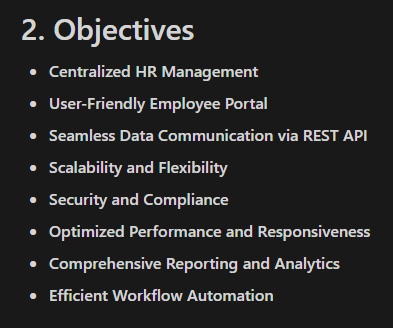 2. Objectives
• Centralized HR Management
• User-Friendly Employee Portal
• Seamless Data Communication via REST API
• Scalability and Flexibility
• Security and Compliance
• Optimized Performance and Responsiveness
• Comprehensive Reporting and Analytics
• Efficient Workflow Automation